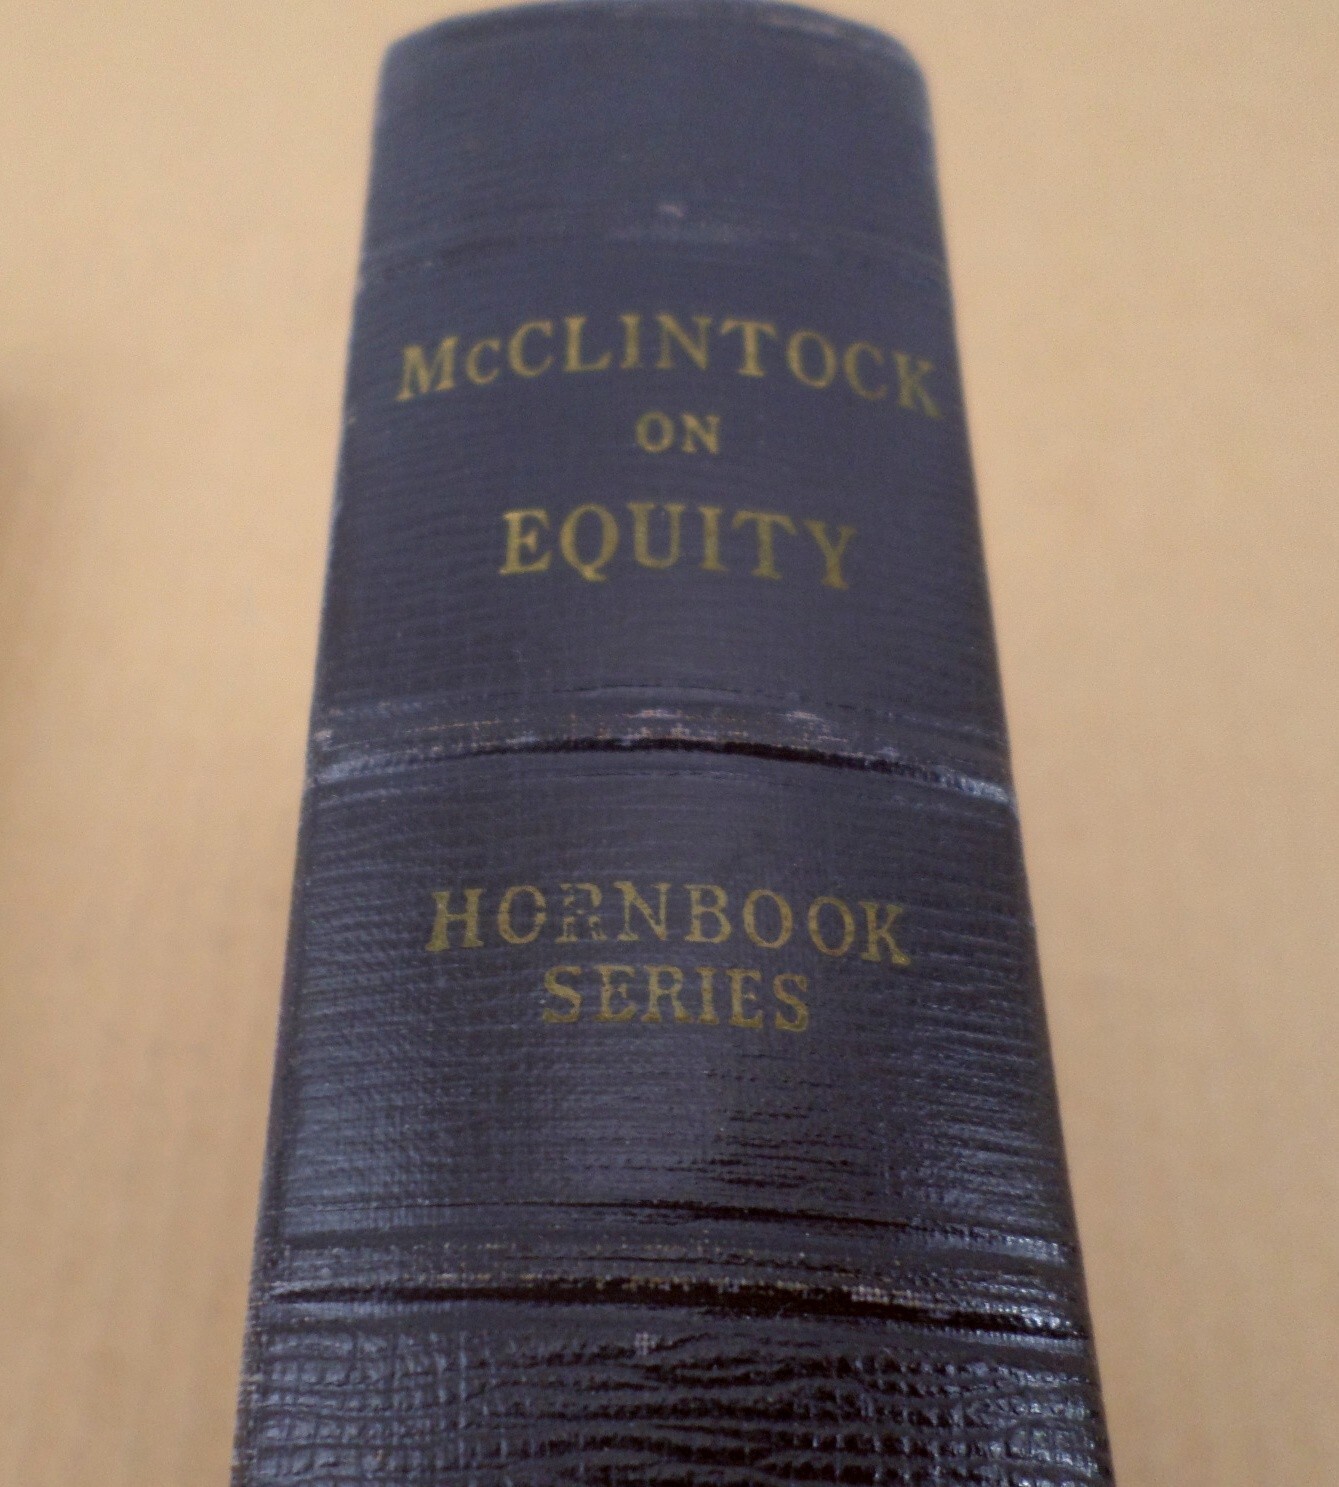 McCLINTOCK
ON
EQUITY
HORNBOOK
SERIES